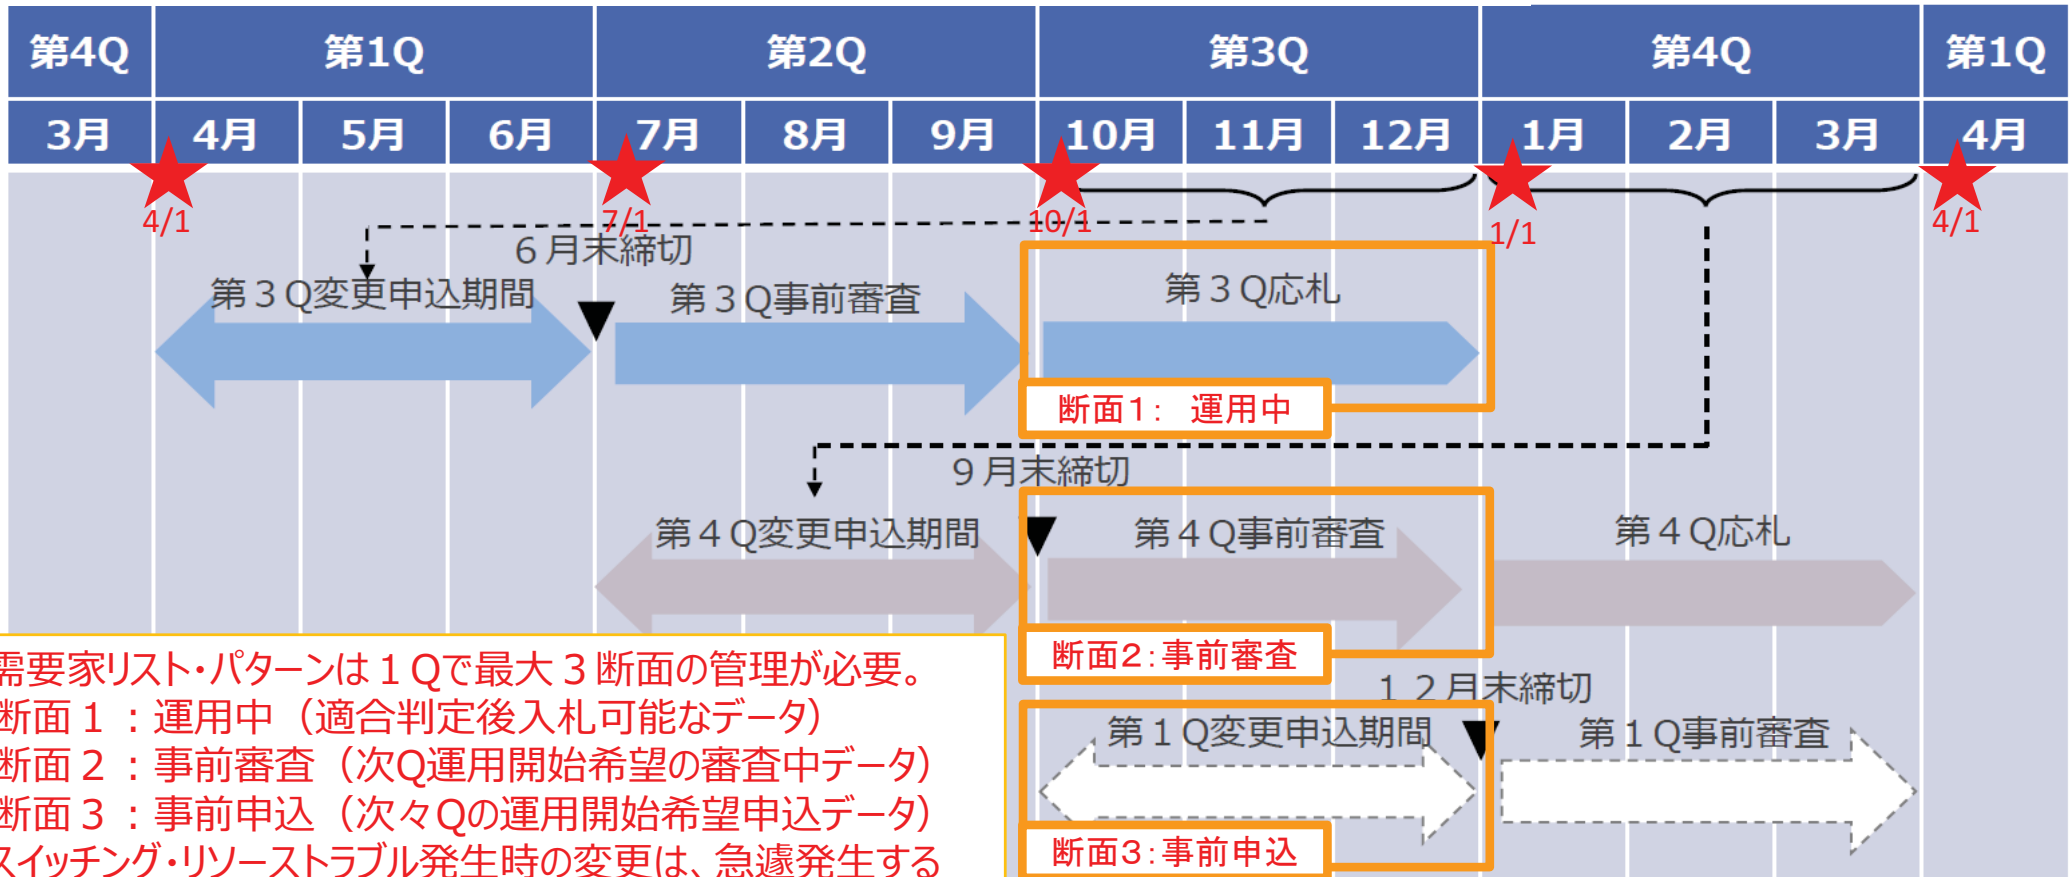 第4Q 第1Q 第2Q 第3Q 第4Q 第1Q
3月 4月 5月 6月 7月 8月 9月 10月 11月 12月 1月 2月 3月 4月
4/1 7/1 10/1 1/1 4/1
６月末締切
第３Q変更申込期間 第３Q事前審査 第３Q応札
断面1： 運用中
９月末締切
第４Q変更申込期間 第４Q事前審査 第４Q応札
断面2：事前審査
１２月末締切
第１Q変更申込期間 第１Q事前審査
断面3：事前申込
需要家リスト・パターンは１Qで最大３断面の管理が必要。
断面１：運用中（適合判定後入札可能なデータ）
断面２：事前審査（次Q運用開始希望の審査中データ）
断面３：事前申込（次々Qの運用開始希望申込データ）
スイッチング・リソーストラブル発生時の変更は、急遽発生する